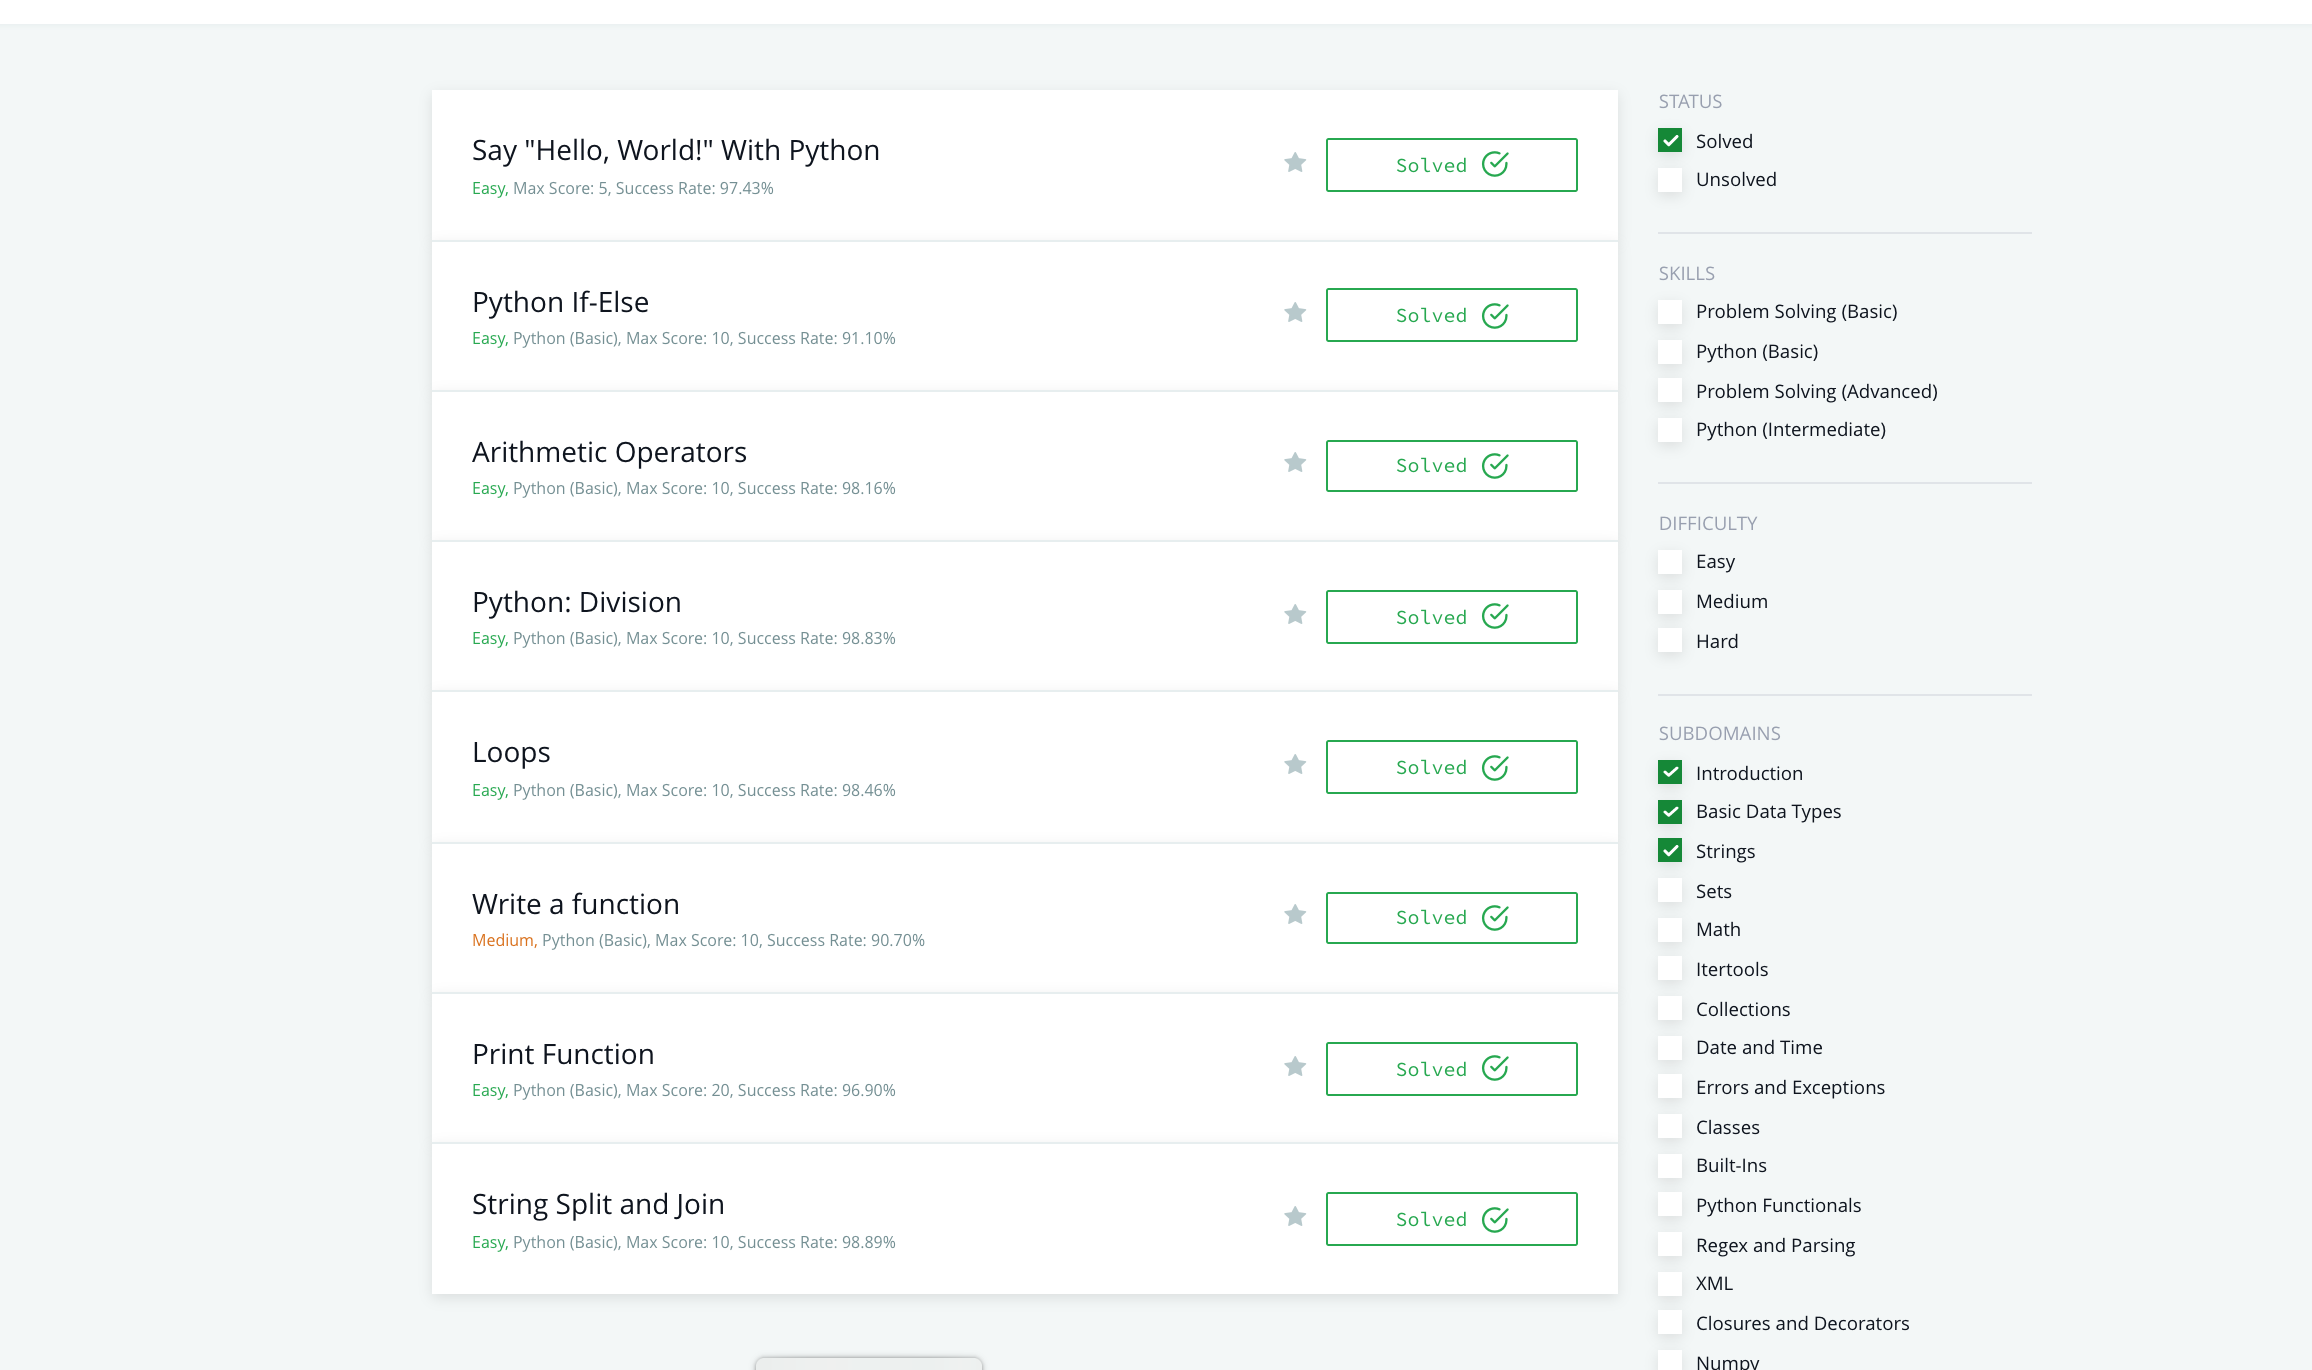 Say "Hello, World!" With Python
Easy, Max Score: 5, Success Rate: 97.43%
Solved
Python If-Else
Easy, Python (Basic), Max Score: 10, Success Rate: 91.10%
Solved
Arithmetic Operators
Easy, Python (Basic), Max Score: 10, Success Rate: 98.16%
Solved
Python: Division
Easy, Python (Basic), Max Score: 10, Success Rate: 98.83%
Solved
Loops
Easy, Python (Basic), Max Score: 10, Success Rate: 98.46%
Solved
Write a function
Medium, Python (Basic), Max Score: 10, Success Rate: 90.70%
Solved
Print Function
Easy, Python (Basic), Max Score: 20, Success Rate: 96.90%
Solved
String Split and Join
Easy, Python (Basic), Max Score: 10, Success Rate: 98.89%
Solved
STATUS
Solved
Unsolved
SKILLS
Problem Solving (Basic)
Python (Basic)
Problem Solving (Advanced)
Python (Intermediate)
DIFFICULTY
Easy
Medium
Hard
SUBDOMAINS
Introduction
Basic Data Types
Strings
Sets
Math
Itertools
Collections
Date and Time
Errors and Exceptions
Classes
Built-Ins
Python Functionals
Regex and Parsing
XML
Closures and Decorators
Numpy